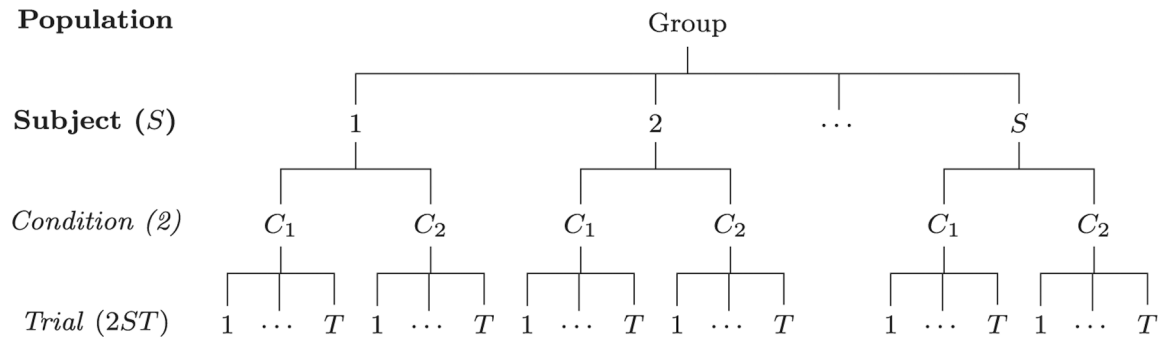 Population Group
Subject (S) 1 2 ··· S
Condition (2) C₁ C₂ C₁ C₂ C₁ C₂
Trial (2ST) 1 ··· T 1 ··· T 1 ··· T 1 ··· T 1 ··· T 1 ··· T